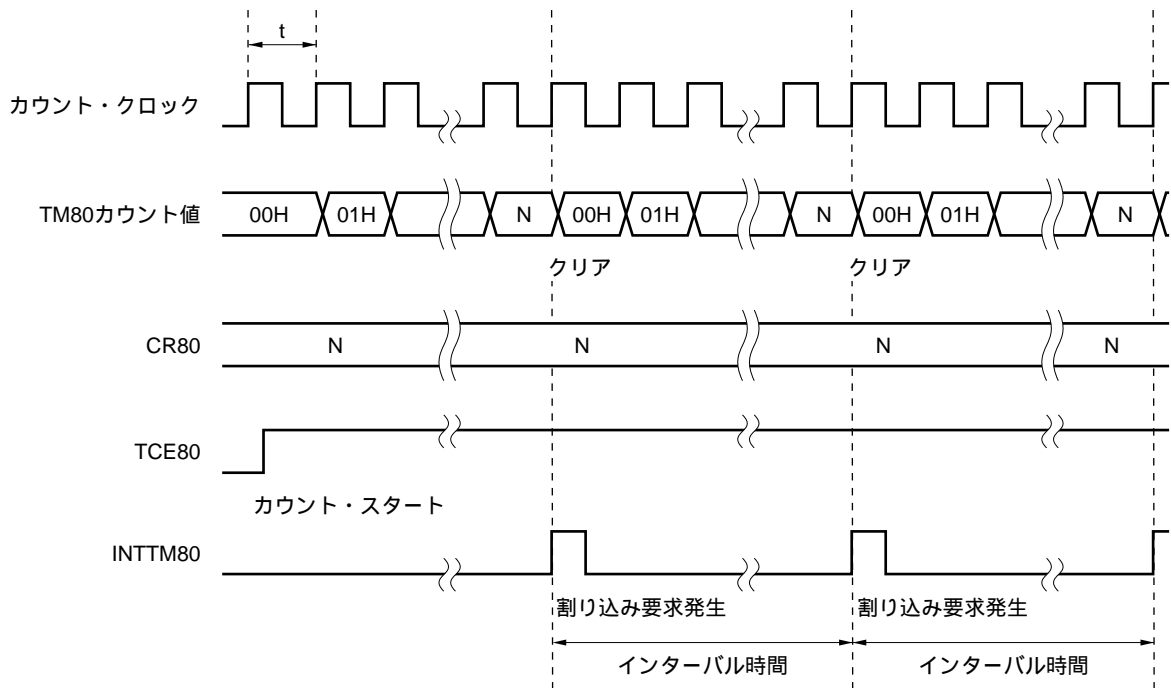 t
カウント・クロック
TM80カウント値 00H 01H N 00H 01H N 00H 01H N
クリア クリア
CR80 N N N N
TCE80
カウント・スタート
INTTM80
割り込み要求発生 割り込み要求発生
インターバル時間 インターバル時間